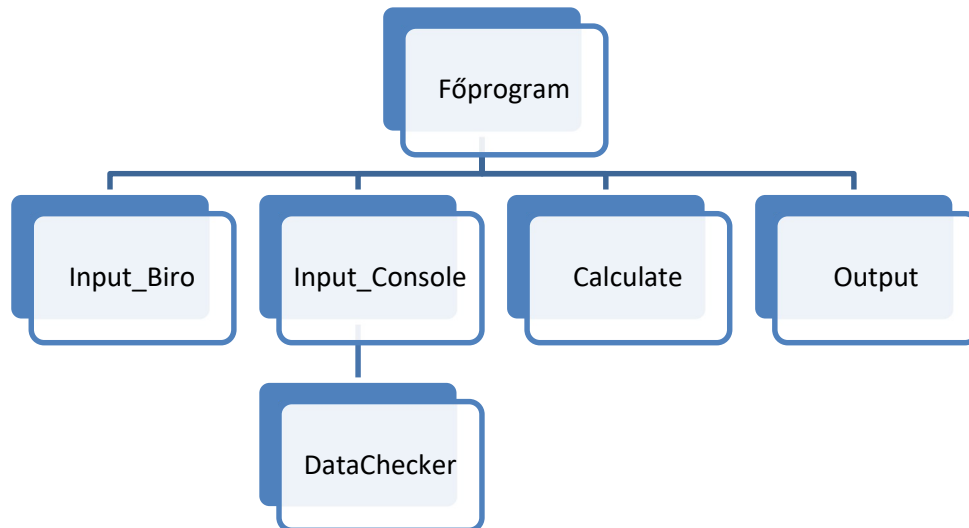 Főprogram
Input_Biro
Input_Console
Calculate
Output
DataChecker